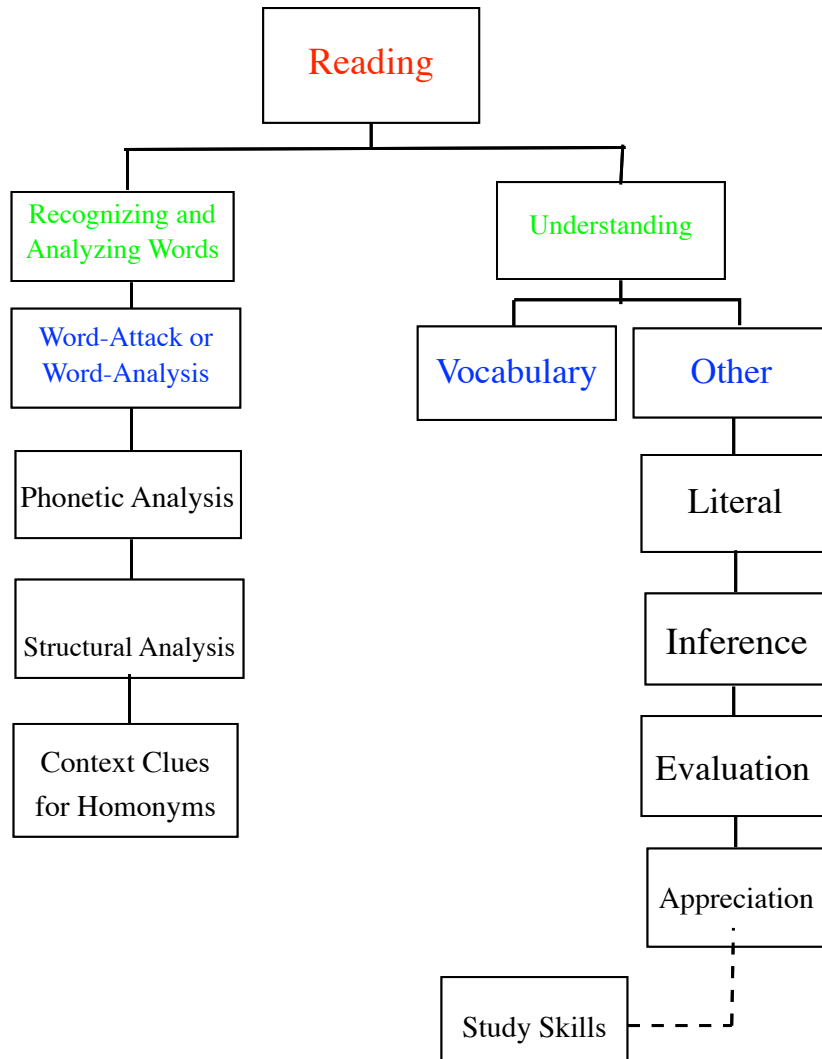 Reading
Recognizing and
Analyzing Words
Understanding
Word-Attack or
Word-Analysis
Vocabulary
Other
Phonetic Analysis
Literal
Structural Analysis
Inference
Context Clues
for Homonyms
Evaluation
Appreciation
Study Skills